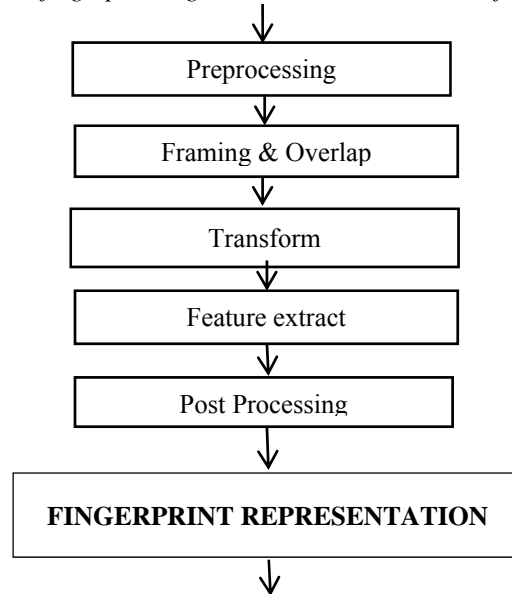 Preprocessing
Framing & Overlap
Transform
Feature extract
Post Processing
FINGERPRINT REPRESENTATION